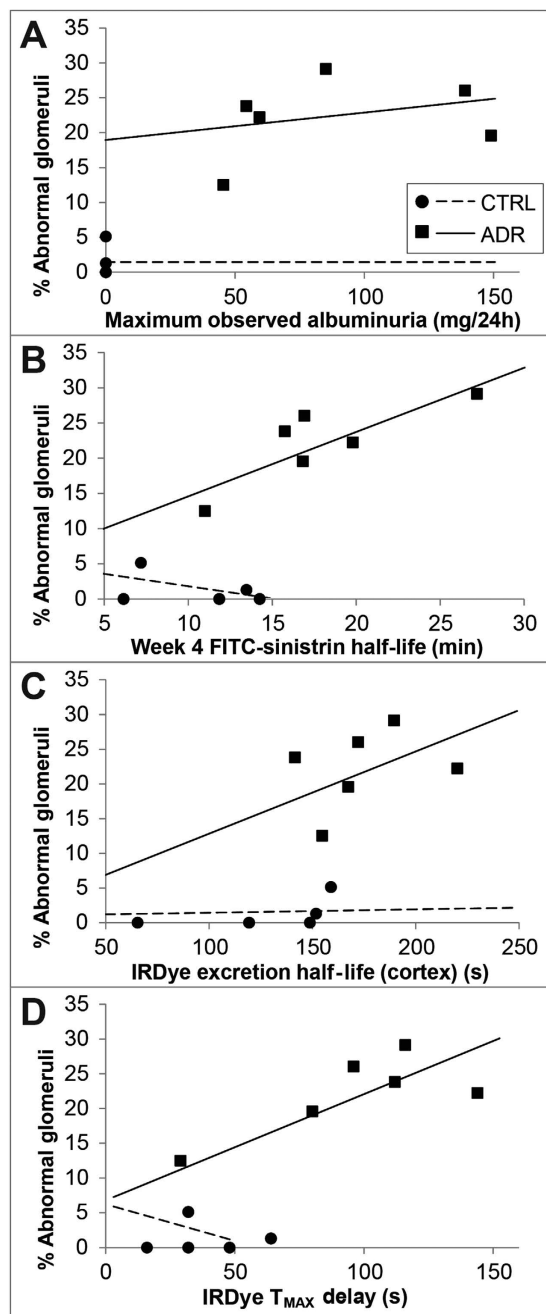 A
% Abnormal glomeruli
35
30
25
20
15
10
5
0
0 50 100 150
Maximum observed albuminuria (mg/24h)
CTRL
ADR
B
% Abnormal glomeruli
35
30
25
20
15
10
5
0
5 10 15 20 25 30
Week 4 FITC-sinistrin half-life (min)
C
% Abnormal glomeruli
35
30
25
20
15
10
5
0
50 100 150 200 250
IRDye excretion half-life (cortex) (s)
D
% Abnormal glomeruli
35
30
25
20
15
10
5
0
0 50 100 150
IRDye TMAX delay (s)